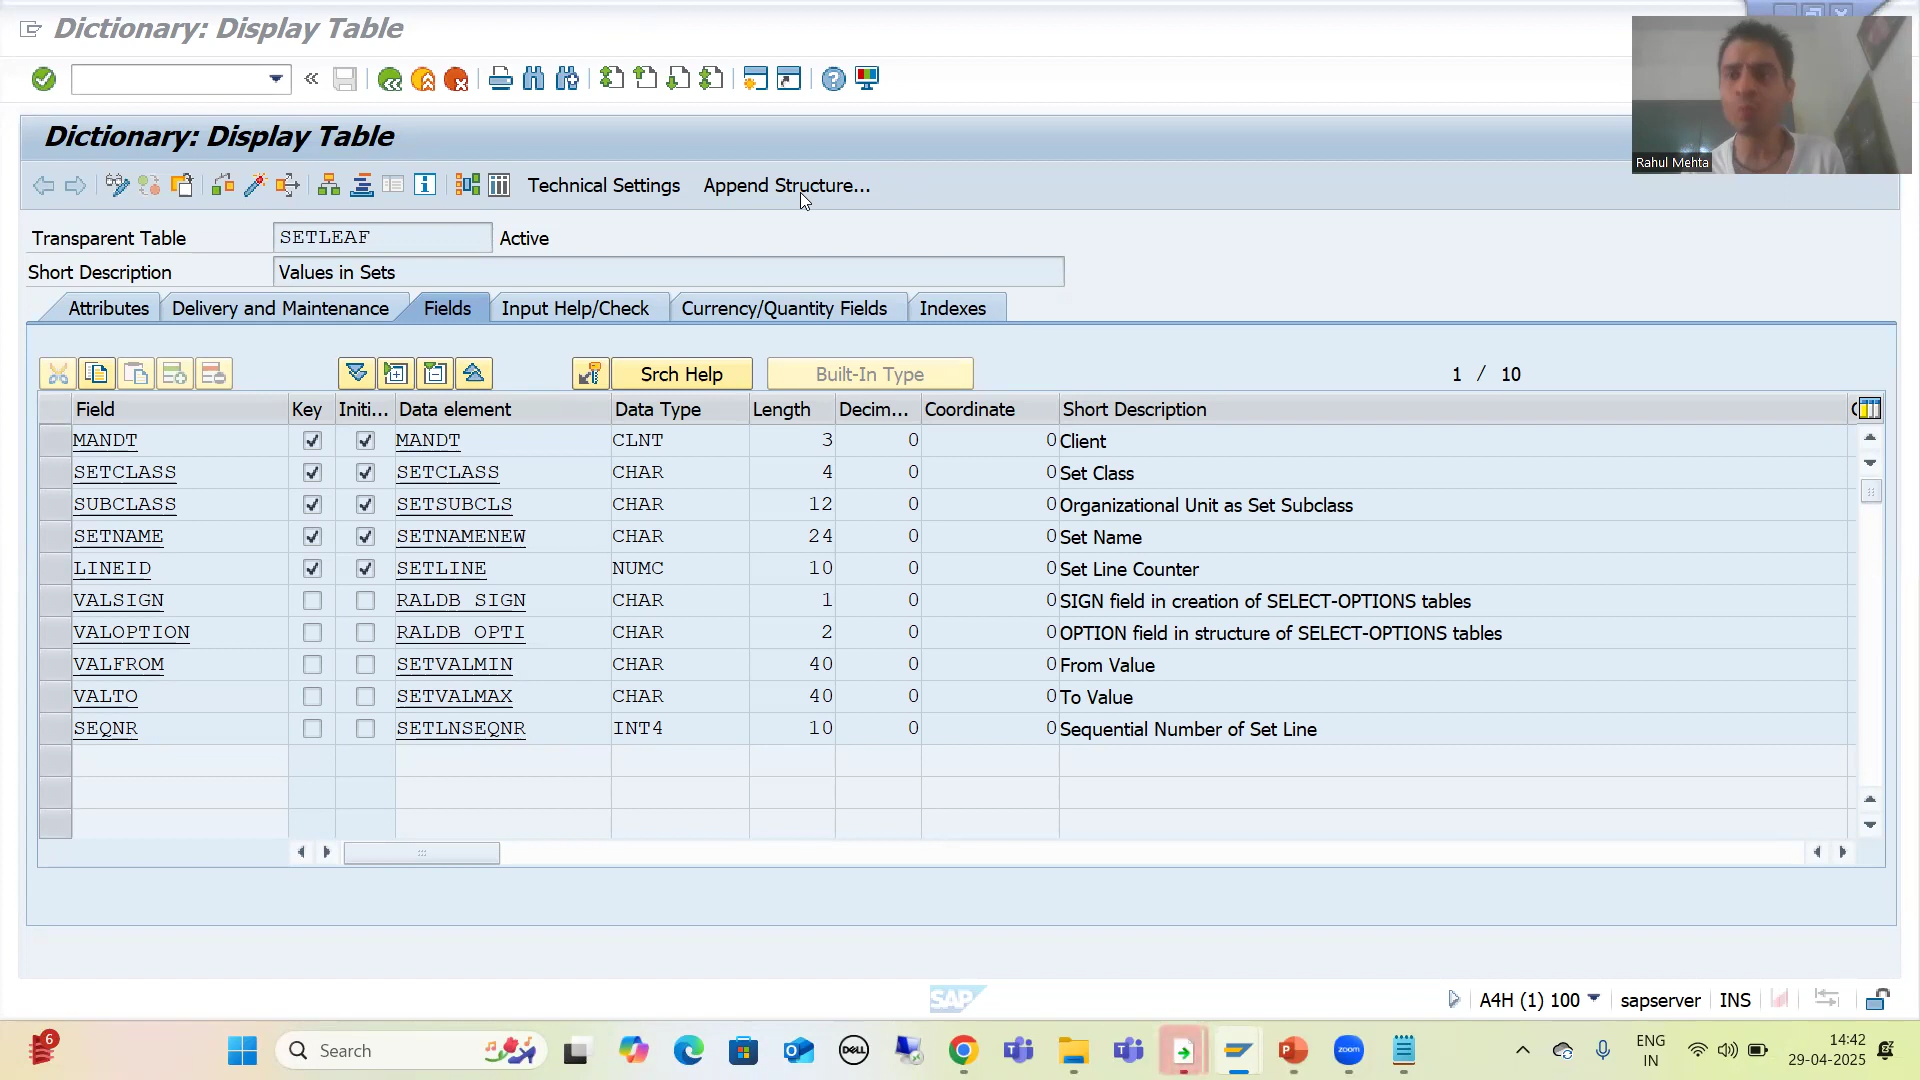 Dictionary: Display Table
Rahul Mehta
Dictionary: Display Table
Technical Settings Append Structure...
Transparent Table SETLEAF Active
Short Description Values in Sets
Attributes Delivery and Maintenance Fields Input Help/Check Currency/Quantity Fields Indexes
Srch Help Built-In Type 1 / 10
Field Key Initi... Data element Data Type Length Decim... Coordinate Short Description
MANDT MANDT CLNT 3 0 0 Client
SETCLASS SETCLASS CHAR 4 0 0 Set Class
SUBCLASS SETSUBCLS CHAR 12 0 0 Organizational Unit as Set Subclass
SETNAME SETNAMENEW CHAR 24 0 0 Set Name
LINEID SETLINE NUMC 10 0 0 Set Line Counter
VALSIGN RALDB_SIGN CHAR 1 0 0 SIGN field in creation of SELECT-OPTIONS tables
VALOPTION RALDB_OPTI CHAR 2 0 0 OPTION field in structure of SELECT-OPTIONS tables
VALFROM SETVALMIN CHAR 40 0 0 From Value
VALTO SETVALMAX CHAR 40 0 0 To Value
SEQNR SETLNSEQNR INT4 10 0 0 Sequential Number of Set Line
SAP A4H (1) 100 sapserver INS
6 Search DELL zoom ENG IN 14:42
29-04-2025